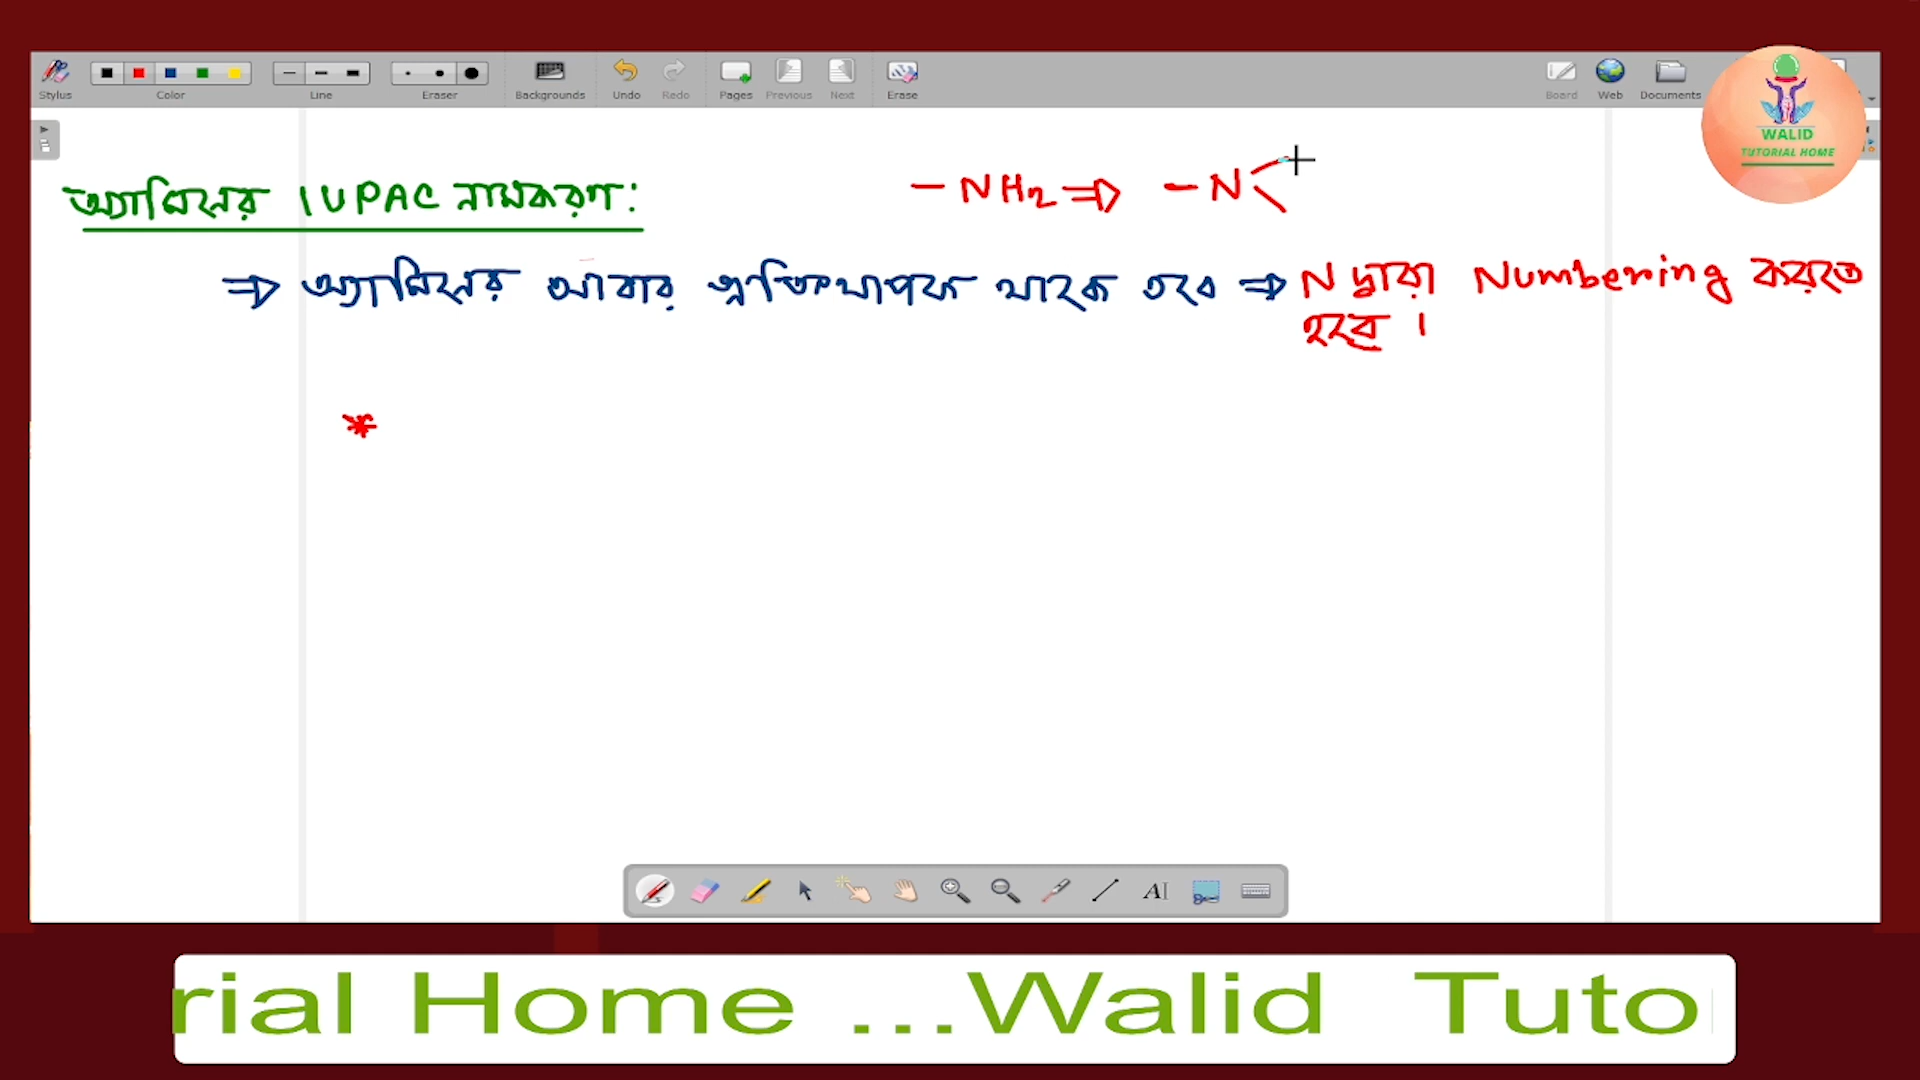 Stylus Color Line Eraser Backgrounds Undo Redo Pages Previous Next Erase Board Web Documents
WALID
TUTORIAL HOME
অ্যামিনের IUPAC নামকরণ:
-NH2 ⇒ -N
⇒ অ্যামিনের আবার প্রতিস্থাপক থাকে তবে ⇒ N দ্বারা Numbering করতে
হবে ।
*
AI
rial Home ...Walid Tuto